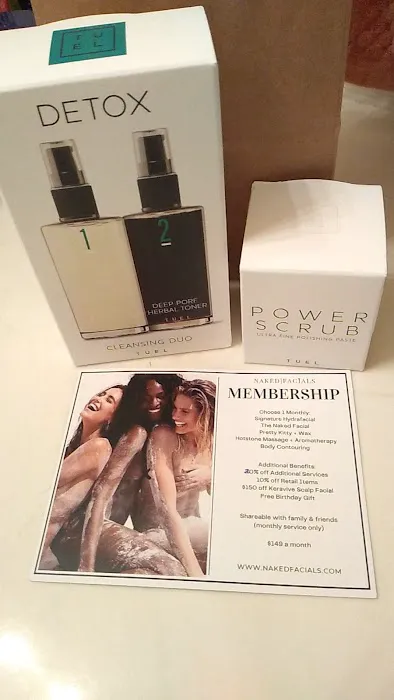 TU
EL
DETOX
1
2
DEEP PORE
HERBAL TONER
TUEL
CLEANSING DUO
TUEL
POWER
SCRUB
ULTRA FINE POLISHING PASTE
TUEL
NAKED|FACIALS
MEMBERSHIP
Choose 1 Monthly:
Signature Hydrafacial
The Naked Facial
Pretty Kitty + Wax
Hotstone Massage + Aromatherapy
Body Contouring
Additional Benefits:
20% off Additional Services
10% off Retail Items
$150 off Keravive Scalp Facial
Free Birthday Gift
Shareable with family & friends
(monthly service only)
$149 a month
WWW.NAKEDFACIALS.COM